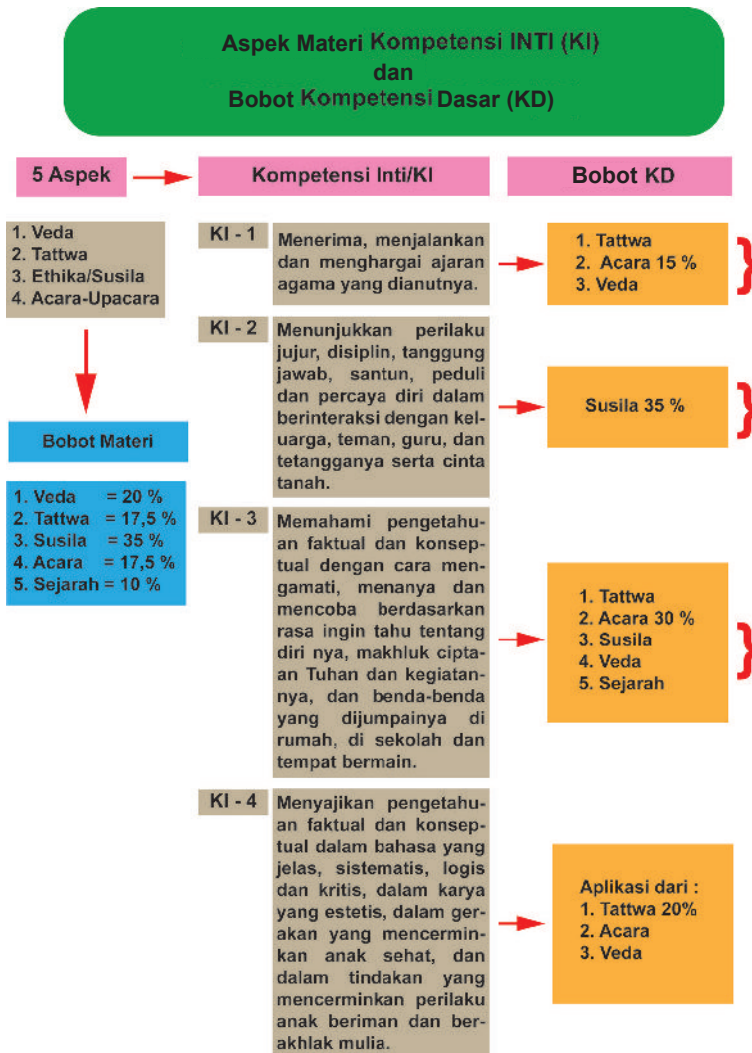 Aspek Materi Kompetensi INTI (KI)
dan
Bobot Kompetensi Dasar (KD)
5 Aspek
Kompetensi Inti/KI
Bobot KD
1. Veda
2. Tattwa
3. Ethika/Susila
4. Acara-Upacara
Bobot Materi
1. Veda = 20 %
2. Tattwa = 17,5 %
3. Susila = 35 %
4. Acara = 17,5 %
5. Sejarah = 10 %
KI - 1
Menerima, menjalankan
dan menghargai ajaran
agama yang dianutnya.
1. Tattwa
2. Acara 15 %
3. Veda
KI - 2
Menunjukkan perilaku
jujur, disiplin, tanggung
jawab, santun, peduli
dan percaya diri dalam
berinteraksi dengan kel-
uarga, teman, guru, dan
tetangganya serta cinta
tanah.
Susila 35 %
KI - 3
Memahami pengetahu-
an faktual dan konsep-
tual dengan cara men-
gamati, menanya dan
mencoba berdasarkan
rasa ingin tahu tentang
diri nya, makhluk cipta-
an Tuhan dan kegiatan-
nya, dan benda-benda
yang dijumpainya di
rumah, di sekolah dan
tempat bermain.
1. Tattwa
2. Acara 30 %
3. Susila
4. Veda
5. Sejarah
KI - 4
Menyajikan pengetahu-
an faktual dan konsep-
tual dalam bahasa yang
jelas, sistematis, logis
dan kritis, dalam karya
yang estetis, dalam ger-
akan yang mencermin-
kan anak sehat, dan
dalam tindakan yang
mencerminkan perilaku
anak beriman dan ber-
akhlak mulia.
Aplikasi dari :
1. Tattwa 20%
2. Acara
3. Veda